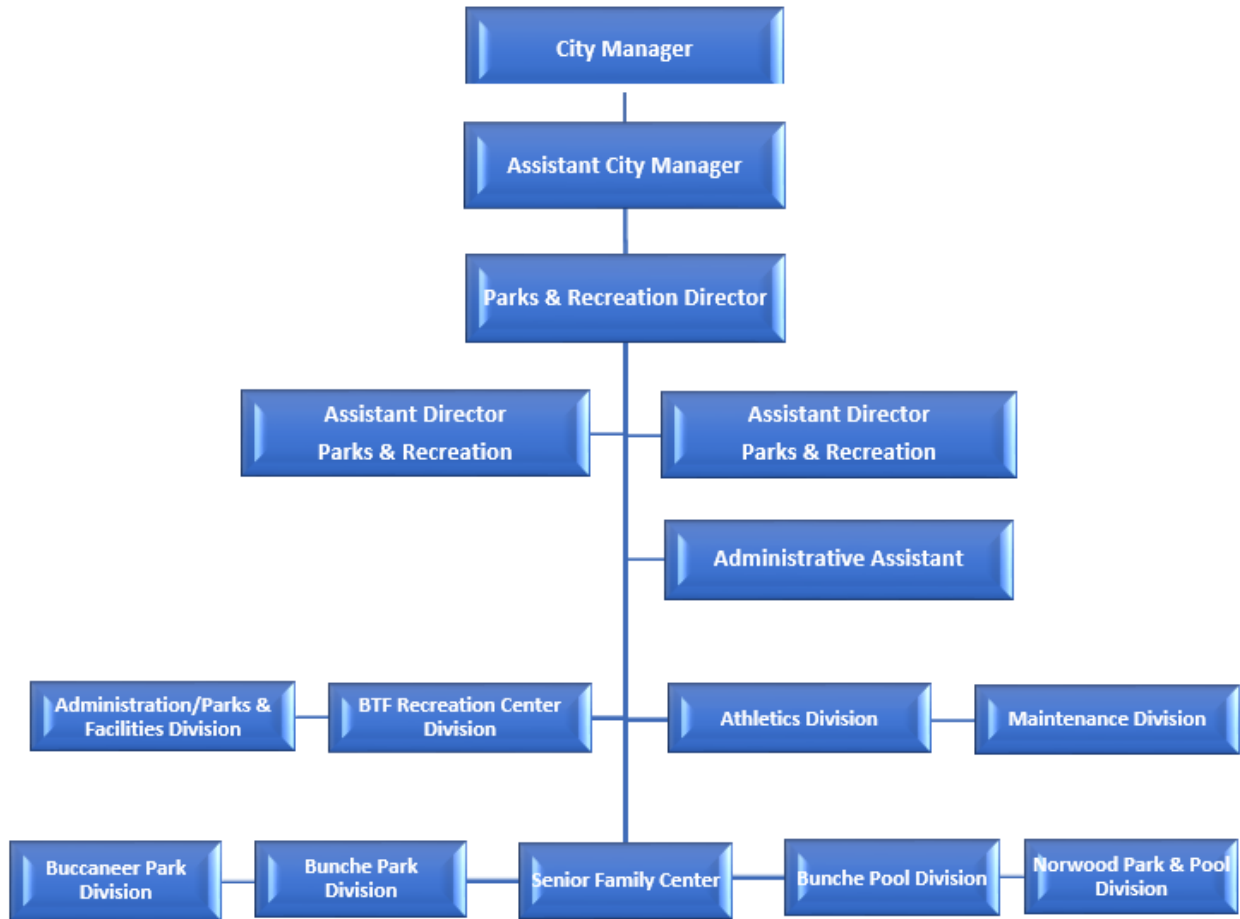 City Manager
Assistant City Manager
Parks & Recreation Director
Assistant Director
Parks & Recreation
Assistant Director
Parks & Recreation
Administrative Assistant
Administration/Parks &
Facilities Division
BTF Recreation Center
Division
Athletics Division
Maintenance Division
Buccaneer Park
Division
Bunche Park
Division
Senior Family Center
Bunche Pool Division
Norwood Park & Pool
Division